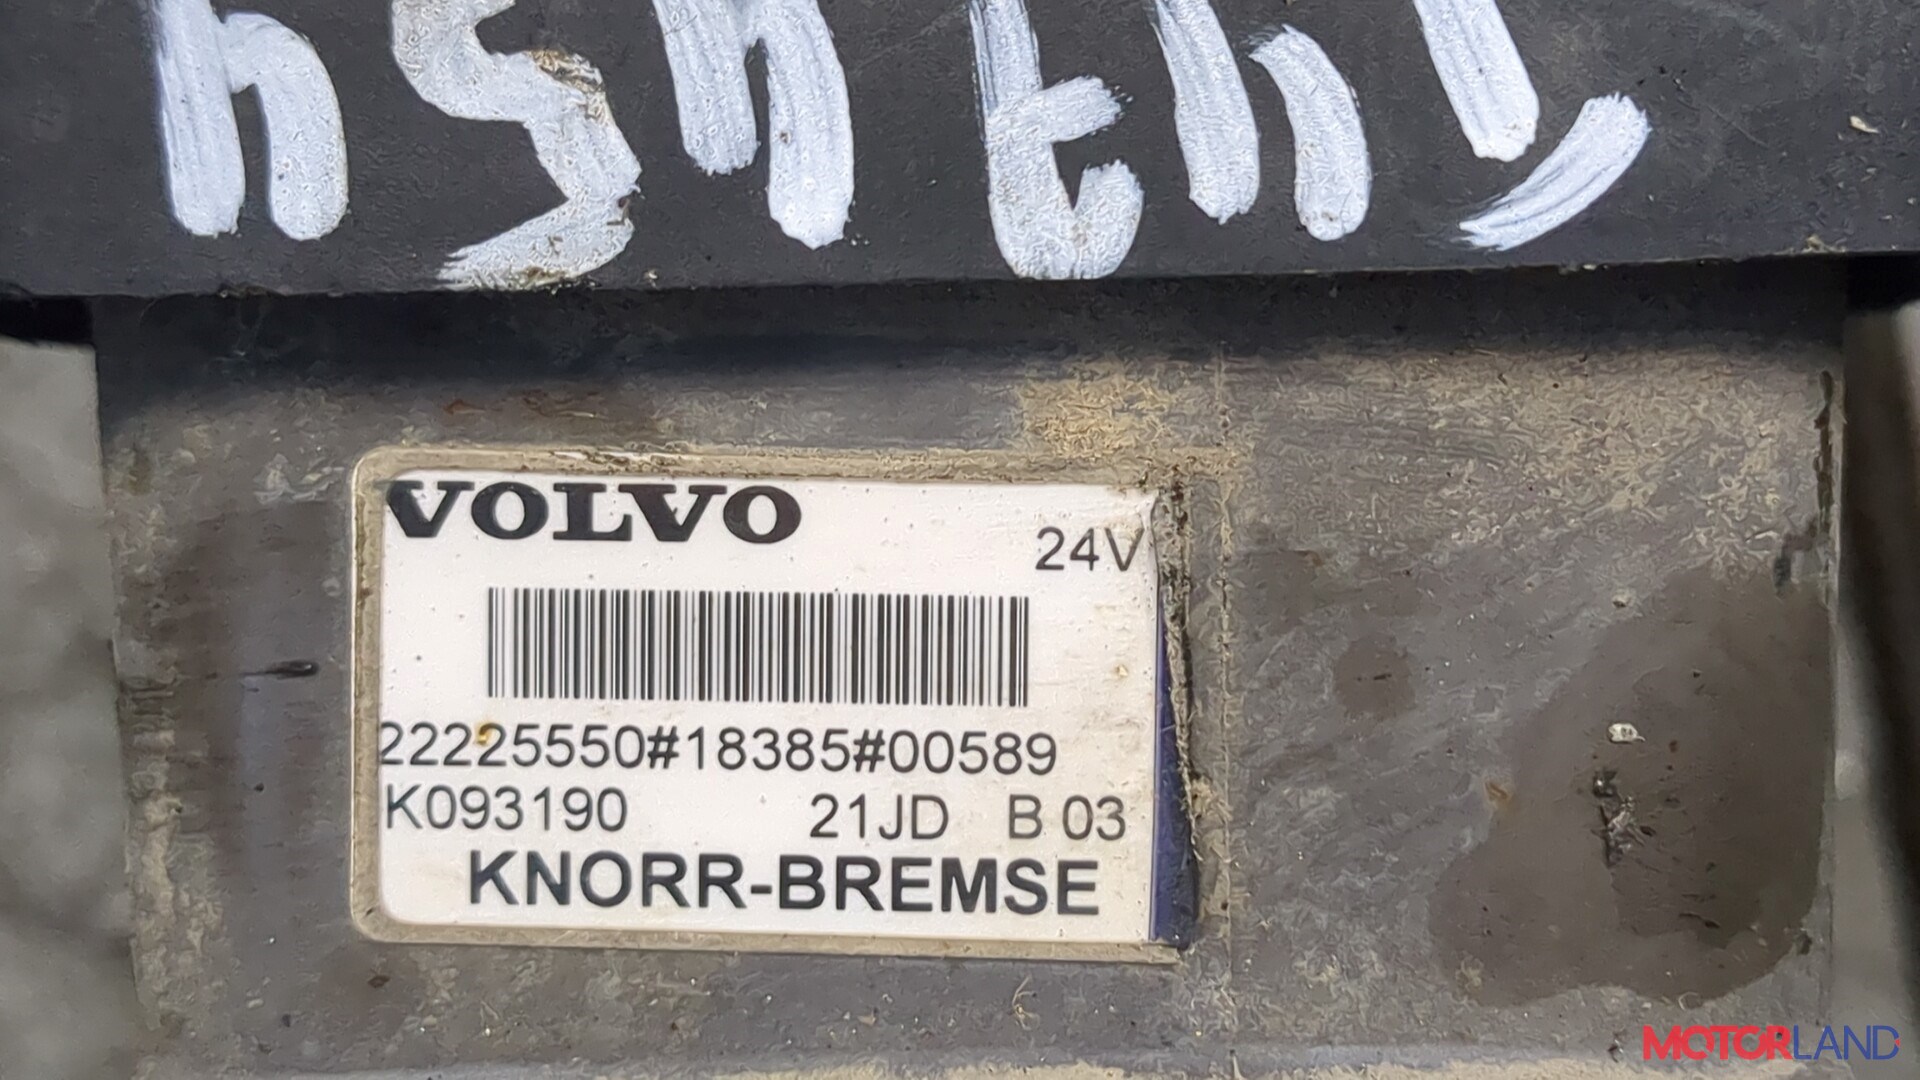 VOLVO
24V
22225550#18385#00589
K093190 21JD B 03
KNORR-BREMSE
MOTORLAND